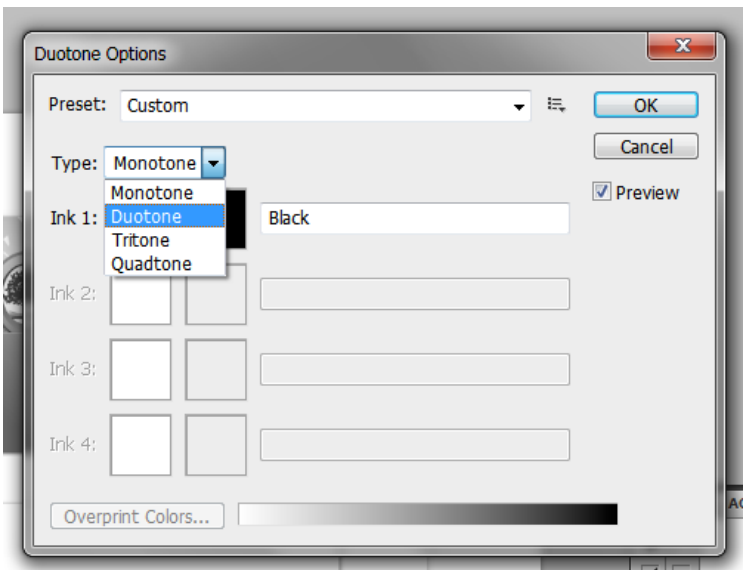 Duotone Options
Preset: Custom
OK
Cancel
Type: Monotone
Preview
Monotone
Duotone
Tritone
Quadtone
Ink 1: Black
Ink 2:
Ink 3:
Ink 4:
Overprint Colors...